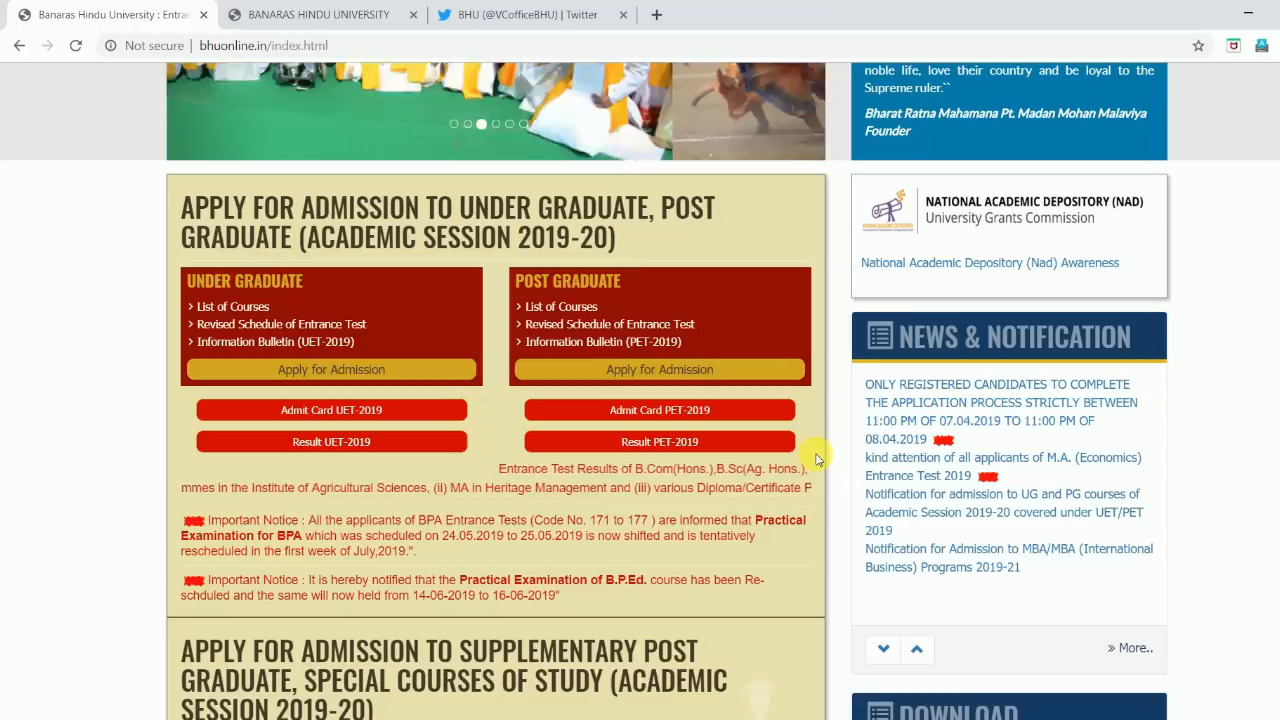 Banaras Hindu University : Entran
BANARAS HINDU UNIVERSITY
BHU (@VCofficeBHU) | Twitter
Not secure
bhuonline.in/index.html
noble life, love their country and be loyal to the
Supreme ruler.``
Bharat Ratna Mahamana Pt. Madan Mohan Malaviya
Founder
APPLY FOR ADMISSION TO UNDER GRADUATE, POST
GRADUATE (ACADEMIC SESSION 2019-20)
UNDER GRADUATE
List of Courses
Revised Schedule of Entrance Test
Information Bulletin (UET-2019)
Apply for Admission
Admit Card UET-2019
Result UET-2019
POST GRADUATE
List of Courses
Revised Schedule of Entrance Test
Information Bulletin (PET-2019)
Apply for Admission
Admit Card PET-2019
Result PET-2019
Entrance Test Results of B.Com(Hons.),B.Sc(Ag. Hons.),
mmes in the Institute of Agricultural Sciences, (ii) MA in Heritage Management and (iii) various Diploma/Certificate P
Important Notice : All the applicants of BPA Entrance Tests (Code No. 171 to 177 ) are informed that Practical
Examination for BPA which was scheduled on 24.05.2019 to 25.05.2019 is now shifted and is tentatively
rescheduled in the first week of July,2019.".
Important Notice : It is hereby notified that the Practical Examination of B.P.Ed. course has been Re-
schduled and the same will now held from 14-06-2019 to 16-06-2019"
APPLY FOR ADMISSION TO SUPPLEMENTARY POST
GRADUATE, SPECIAL COURSES OF STUDY (ACADEMIC
SESSION 2019-20)
NATIONAL ACADEMIC DEPOSITORY (NAD)
University Grants Commission
National Academic Depository (Nad) Awareness
NEWS & NOTIFICATION
ONLY REGISTERED CANDIDATES TO COMPLETE
THE APPLICATION PROCESS STRICTLY BETWEEN
11:00 PM OF 07.04.2019 TO 11:00 PM OF
08.04.2019
kind attention of all applicants of M.A. (Economics)
Entrance Test 2019
Notification for admission to UG and PG courses of
Academic Session 2019-20 covered under UET/PET
2019
Notification for Admission to MBA/MBA (International
Business) Programs 2019-21
» More..
DOWNLOAD